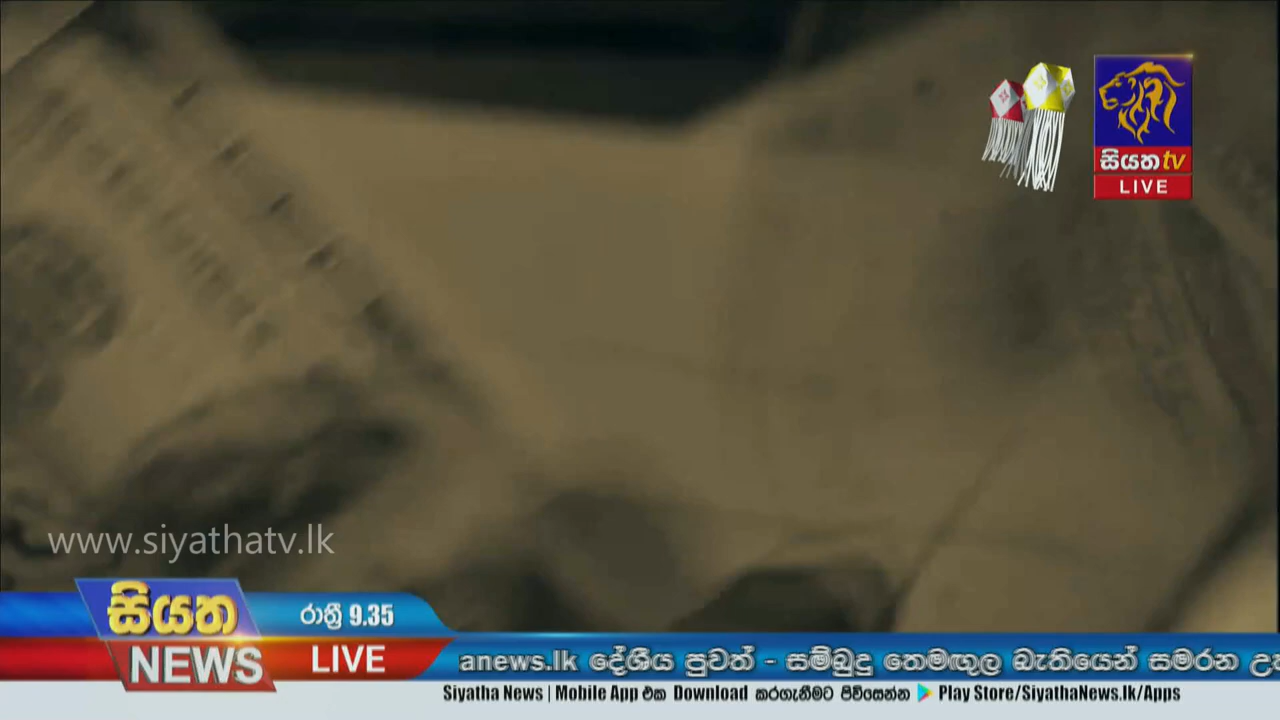 සියත tv
LIVE
www.siyathatv.lk
සියත
NEWS
රාත්‍රී 9.35
LIVE
anews.lk දේශීය පුවත් - සම්බුදු තෙමඟුල බැතියෙන් සමරන
Siyatha News | Mobile App එක Download කරගැනීමට පිවිසෙන්න Play Store/SiyathaNews.lk/Apps